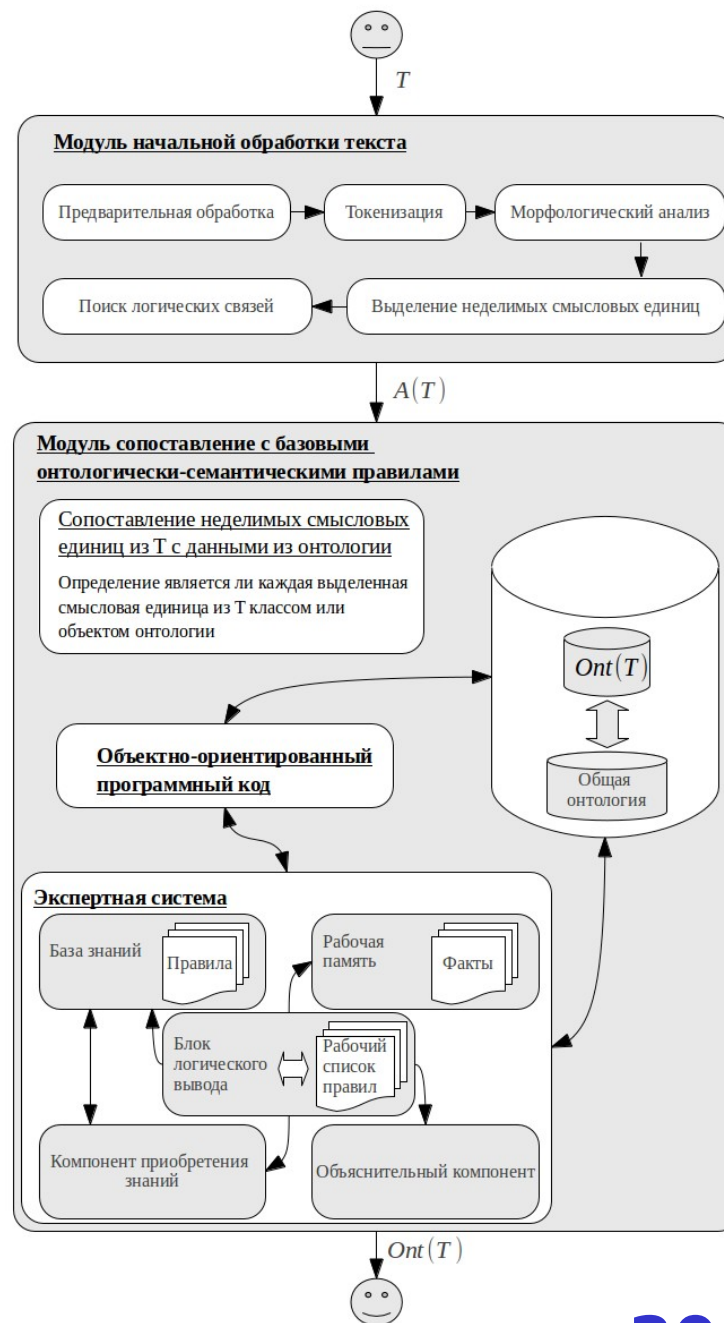 T
Модуль начальной обработки текста
Предварительная обработка
Токенизация
Морфологический анализ
Поиск логических связей
Выделение неделимых смысловых единиц
A(T)
Модуль сопоставление с базовыми
онтологически-семантическими правилами
Сопоставление неделимых смысловых
единиц из Т с данными из онтологии
Определение является ли каждая выделенная
смысловая единица из Т классом или
объектом онтологии
Ont(T)
Общая
онтология
Объектно-ориентированный
программный код
Экспертная система
База знаний
Правила
Рабочая
память
Факты
Блок
логического
вывода
Рабочий
список
правил
Компонент приобретения
знаний
Объяснительный компонент
Ont(T)